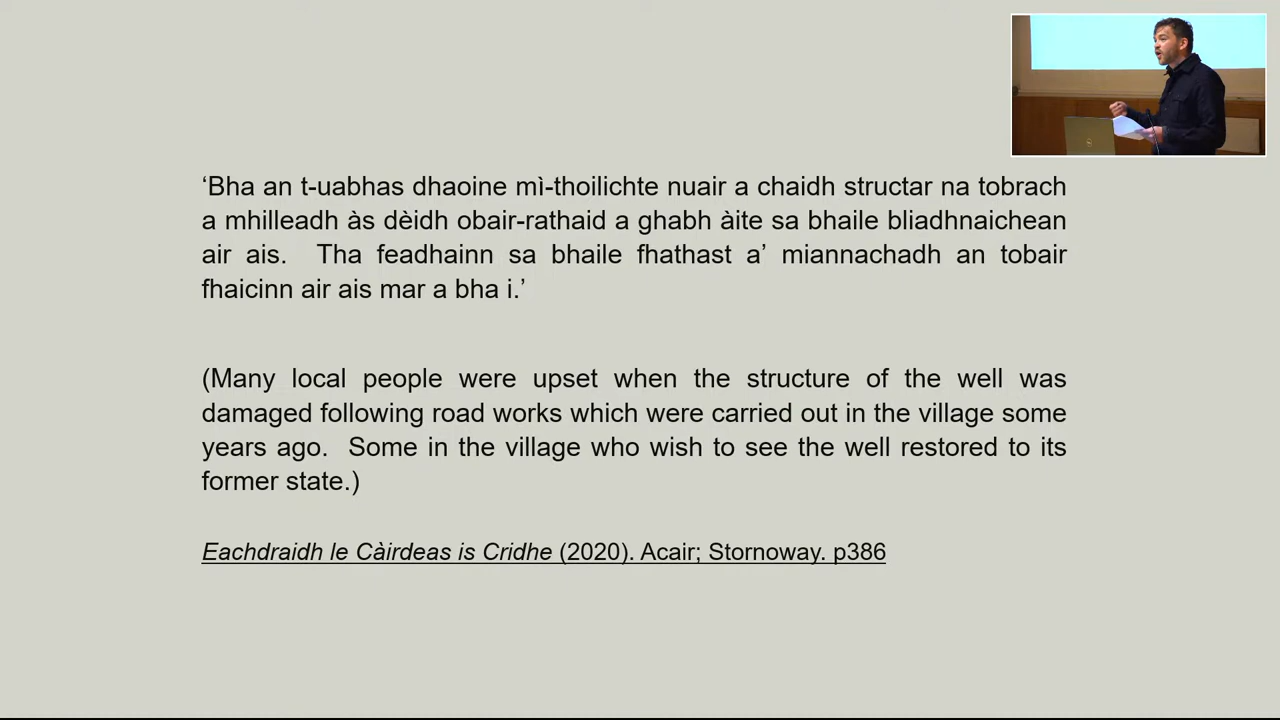 ‘Bha an t-uabhas dhaoine mì-thoilichte nuair a chaidh structar na tobrach
a mhilleadh às dèidh obair-rathaid a ghabh àite sa bhaile bliadhnaichean
air ais.  Tha feadhainn sa bhaile fhathast a’ miannachadh an tobair
fhaicinn air ais mar a bha i.’
(Many local people were upset when the structure of the well was
damaged following road works which were carried out in the village some
years ago.  Some in the village who wish to see the well restored to its
former state.)
Eachdraidh le Càirdeas is Cridhe (2020). Acair; Stornoway. p386